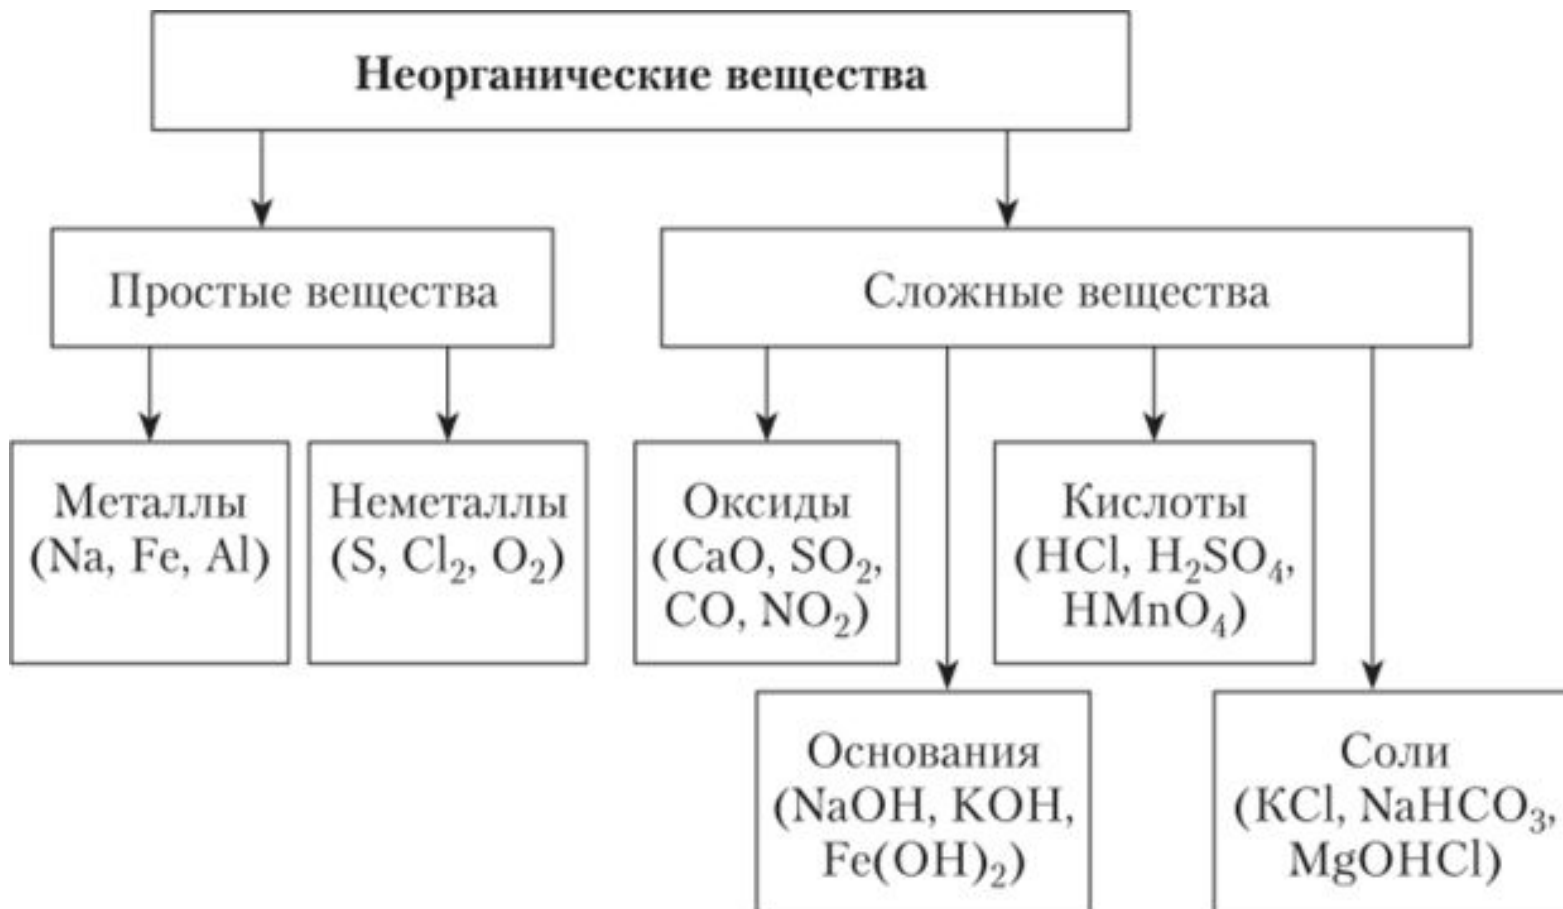 Неорганические вещества
Простые вещества
Сложные вещества
Металлы
(Na, Fe, Al)
Неметаллы
(S, Cl₂, O₂)
Оксиды
(CaO, SO₂,
CO, NO₂)
Кислоты
(HCl, H₂SO₄,
HMnO₄)
Основания
(NaOH, KOH,
Fe(OH)₂)
Соли
(KCl, NaHCO₃,
MgOHCl)